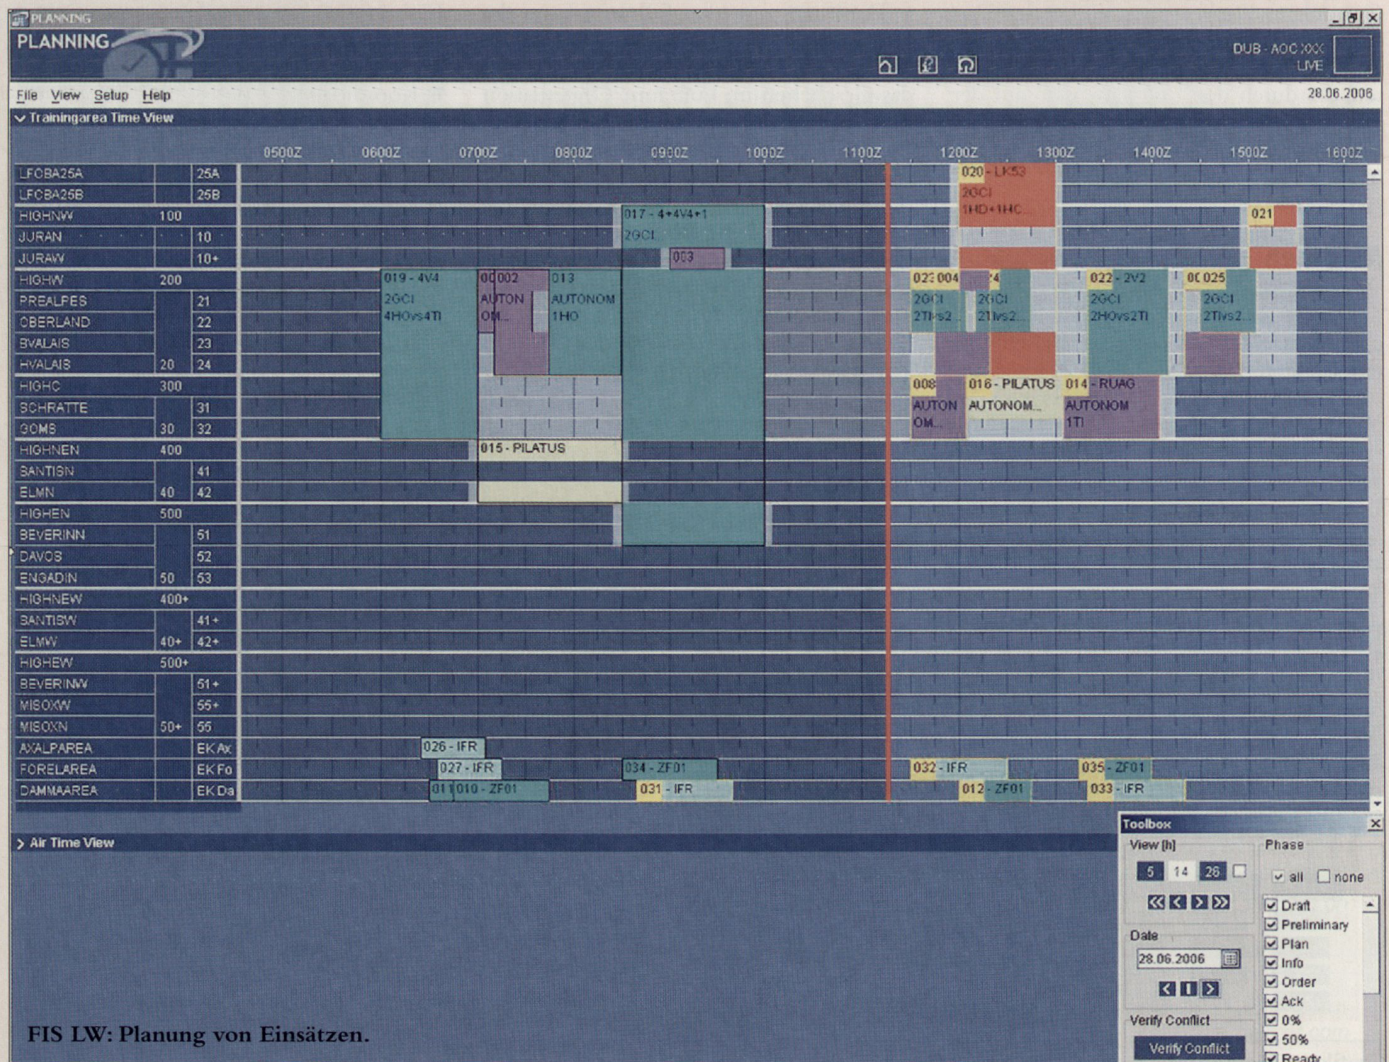 PLANNING
PLANNING
DUB - AOC XXX
LIVE
File View Setup Help
28.06.2006
Trainingarea Time View
0500Z 0600Z 0700Z 0800Z 0900Z 1000Z 1100Z 1200Z 1300Z 1400Z 1500Z 1600Z
LFCBA25A 25A 020 - LK53
LFCBA25B 25B 2GCI
HIGHNW 100 017 - 4+4V4+1 1HD+1HC... 021
JURAN 10 2GCI
JURAW 10+ 003
HIGHW 200 019 - 4V4 002 013 004 022 - 2V2 025
PREALPES 21 2GCI AUTON AUTONOM 2GCI 2GCI 2GCI 2GCI
OBERLAND 22 4HOvs4TI OM... 1HO 2TIvs2... 2TIvs2... 2HOvs2TI 2TIvs2...
BVALAIS 23
HVALAIS 20 24
HIGHC 300 008 016 - PILATUS 014 - RUAG
SCHRATTE 31 AUTON AUTONOM... AUTONOM
GOMS 30 32 OM... 1TI
HIGHNEN 400 015 - PILATUS
SANTISN 41
ELMN 40 42
HIGHEN 500
BEVERINN 51
DAVOS 52
ENGADIN 50 53
HIGHNEW 400+
SANTISW 41+
ELMW 40+ 42+
HIGHEW 500+
BEVERINW 51+
MISOXW 55+
MISOXN 50+ 55
AXALPAREA EK Ax 026 - IFR
FORELAREA EK Fo 027 - IFR 034 - ZF01 032 - IFR 035 - ZF01
DAMMAAREA EK Da 011 010 - ZF01 031 - IFR 012 - ZF01 033 - IFR
Air Time View
Toolbox
View [h]
5 14 26
Phase
all none
Draft
Preliminary
Plan
Info
Order
Ack
0%
50%
Ready
Date
28.06.2006
Verify Conflict
Verify Conflict
FIS LW: Planung von Einsätzen.